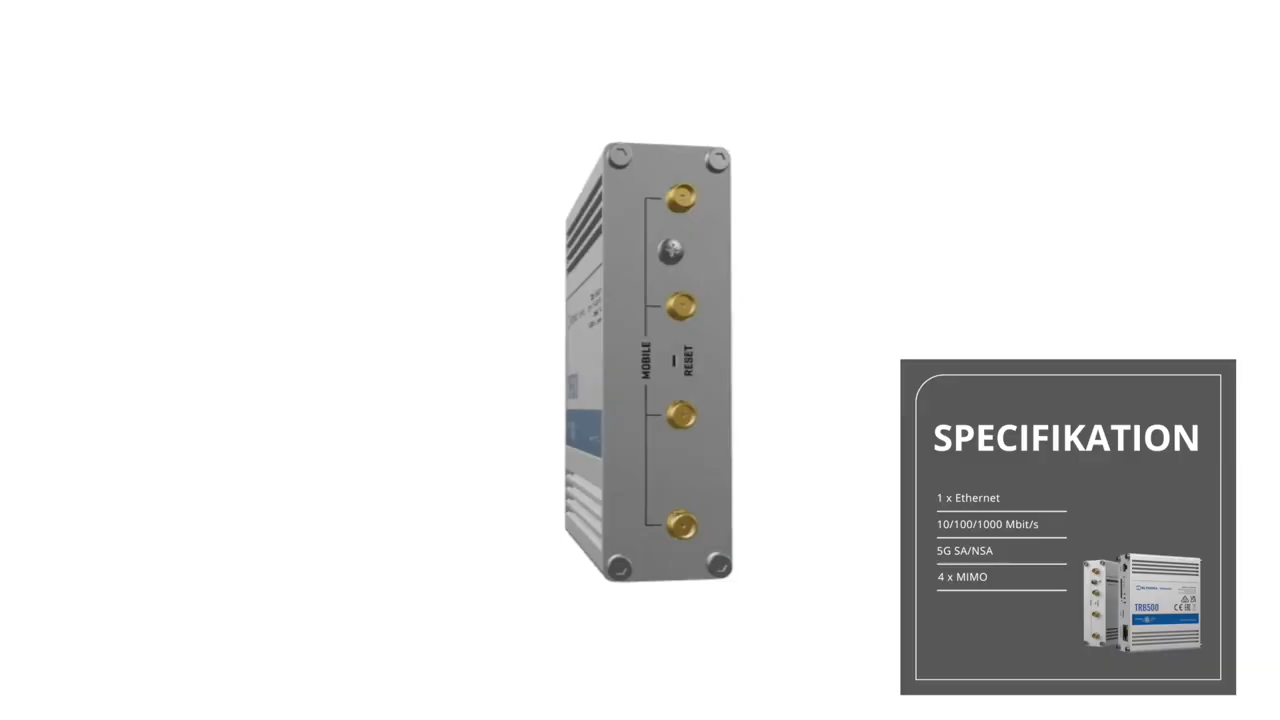 MOBILE
RESET
SPECIFIKATION
1 x Ethernet
10/100/1000 Mbit/s
5G SA/NSA
4 x MIMO
TRB500